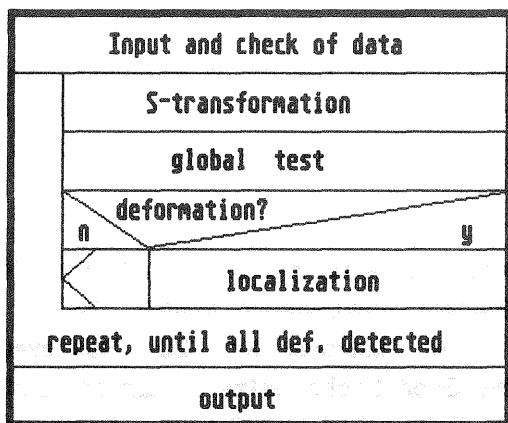 Input and check of data
S-transformation
global test
deformation?
n
y
localization
repeat, until all def. detected
output